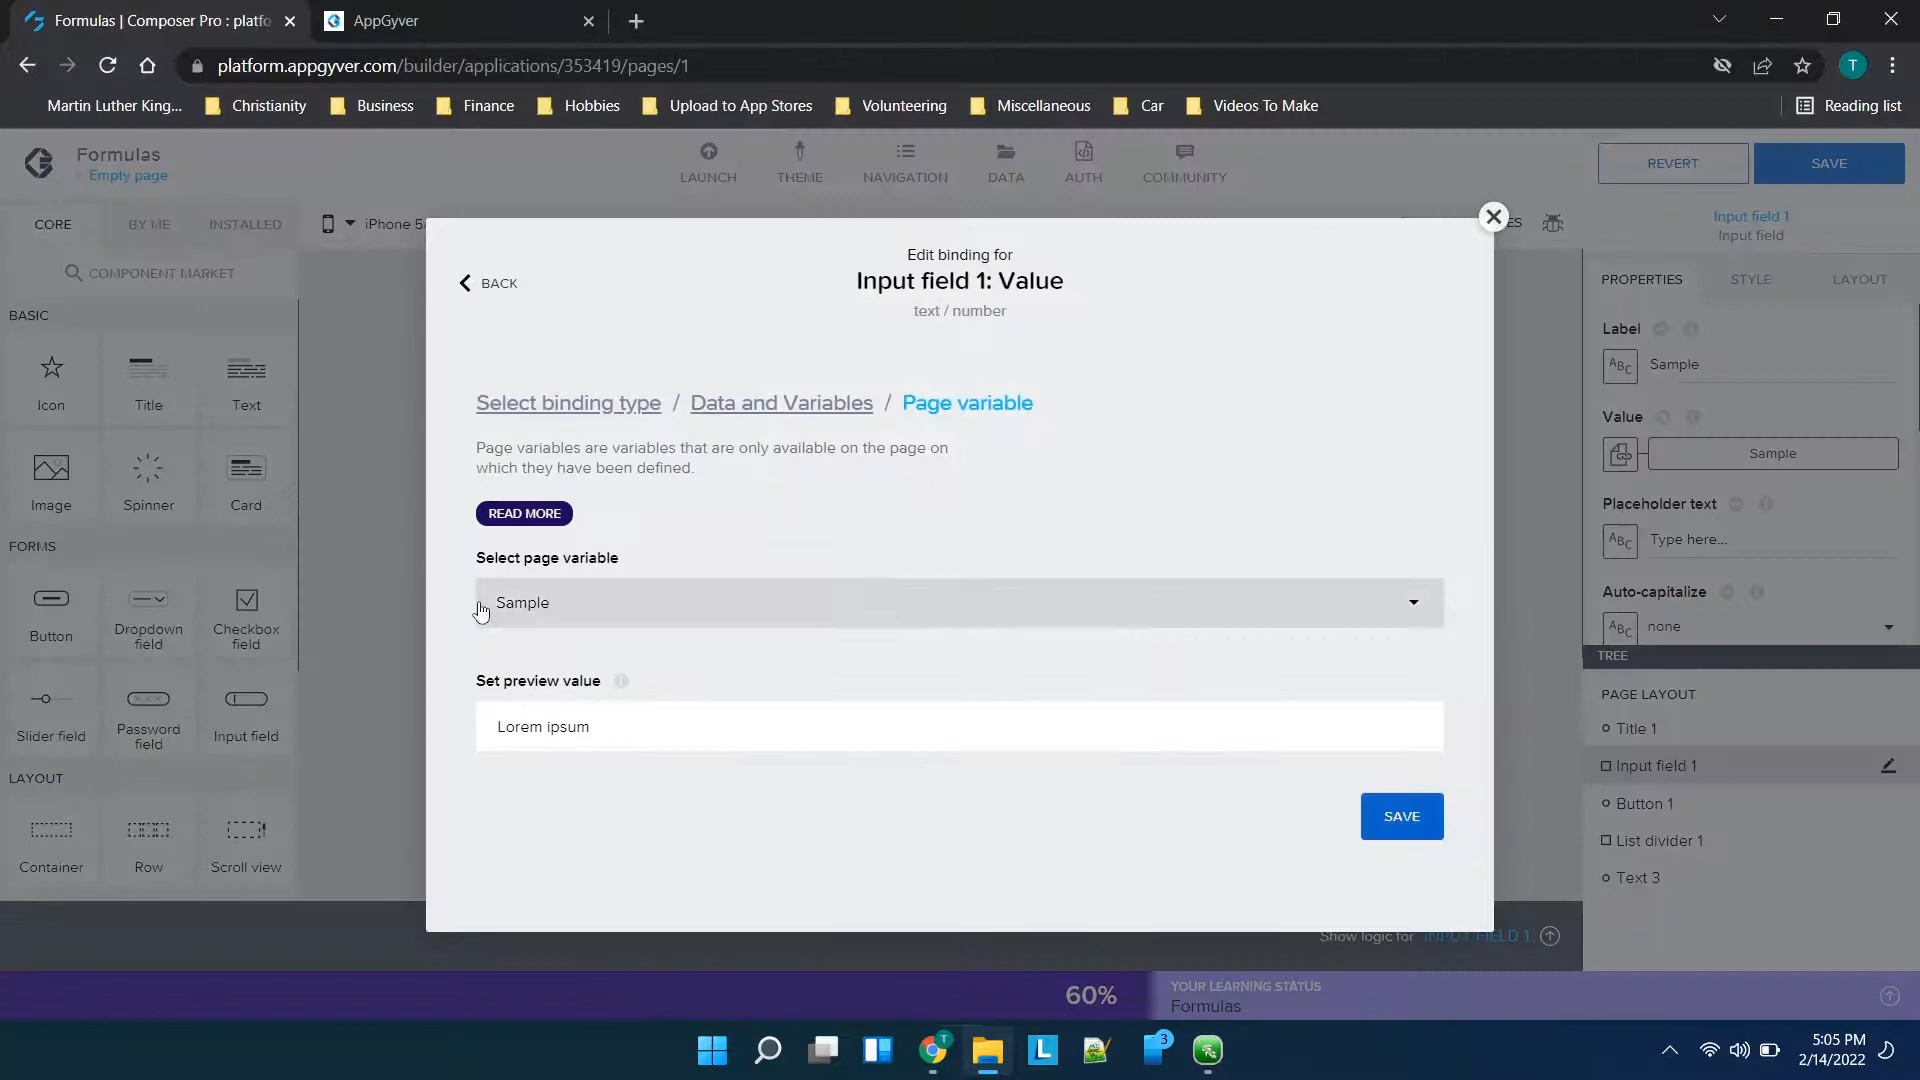 Formulas | Composer Pro : platfo
AppGyver
platform.appgyver.com/builder/applications/353419/pages/1
T
Martin Luther King...
Christianity
Business
Finance
Hobbies
Upload to App Stores
Volunteering
Miscellaneous
Car
Videos To Make
Reading list
Formulas
Empty page
LAUNCH
THEME
NAVIGATION
DATA
AUTH
COMMUNITY
REVERT
SAVE
CORE
BY ME
INSTALLED
iPhone 5
ES
Input field 1
Input field
COMPONENT MARKET
BASIC
Icon
Title
Text
Image
Spinner
Card
FORMS
Button
Dropdown
field
Checkbox
field
Slider field
Password
field
Input field
LAYOUT
Container
Row
Scroll view
BACK
Edit binding for
Input field 1: Value
text / number
Select binding type / Data and Variables / Page variable
Page variables are variables that are only available on the page on
which they have been defined.
READ MORE
Select page variable
Sample
Set preview value
Lorem ipsum
SAVE
PROPERTIES
STYLE
LAYOUT
Label
ABC
Sample
Value
Sample
Placeholder text
ABC
Type here...
Auto-capitalize
ABC
none
TREE
PAGE LAYOUT
Title 1
Input field 1
Button 1
List divider 1
Text 3
Show logic for INPUT FIELD 1
60%
YOUR LEARNING STATUS
Formulas
T
L
3
5:05 PM
2/14/2022